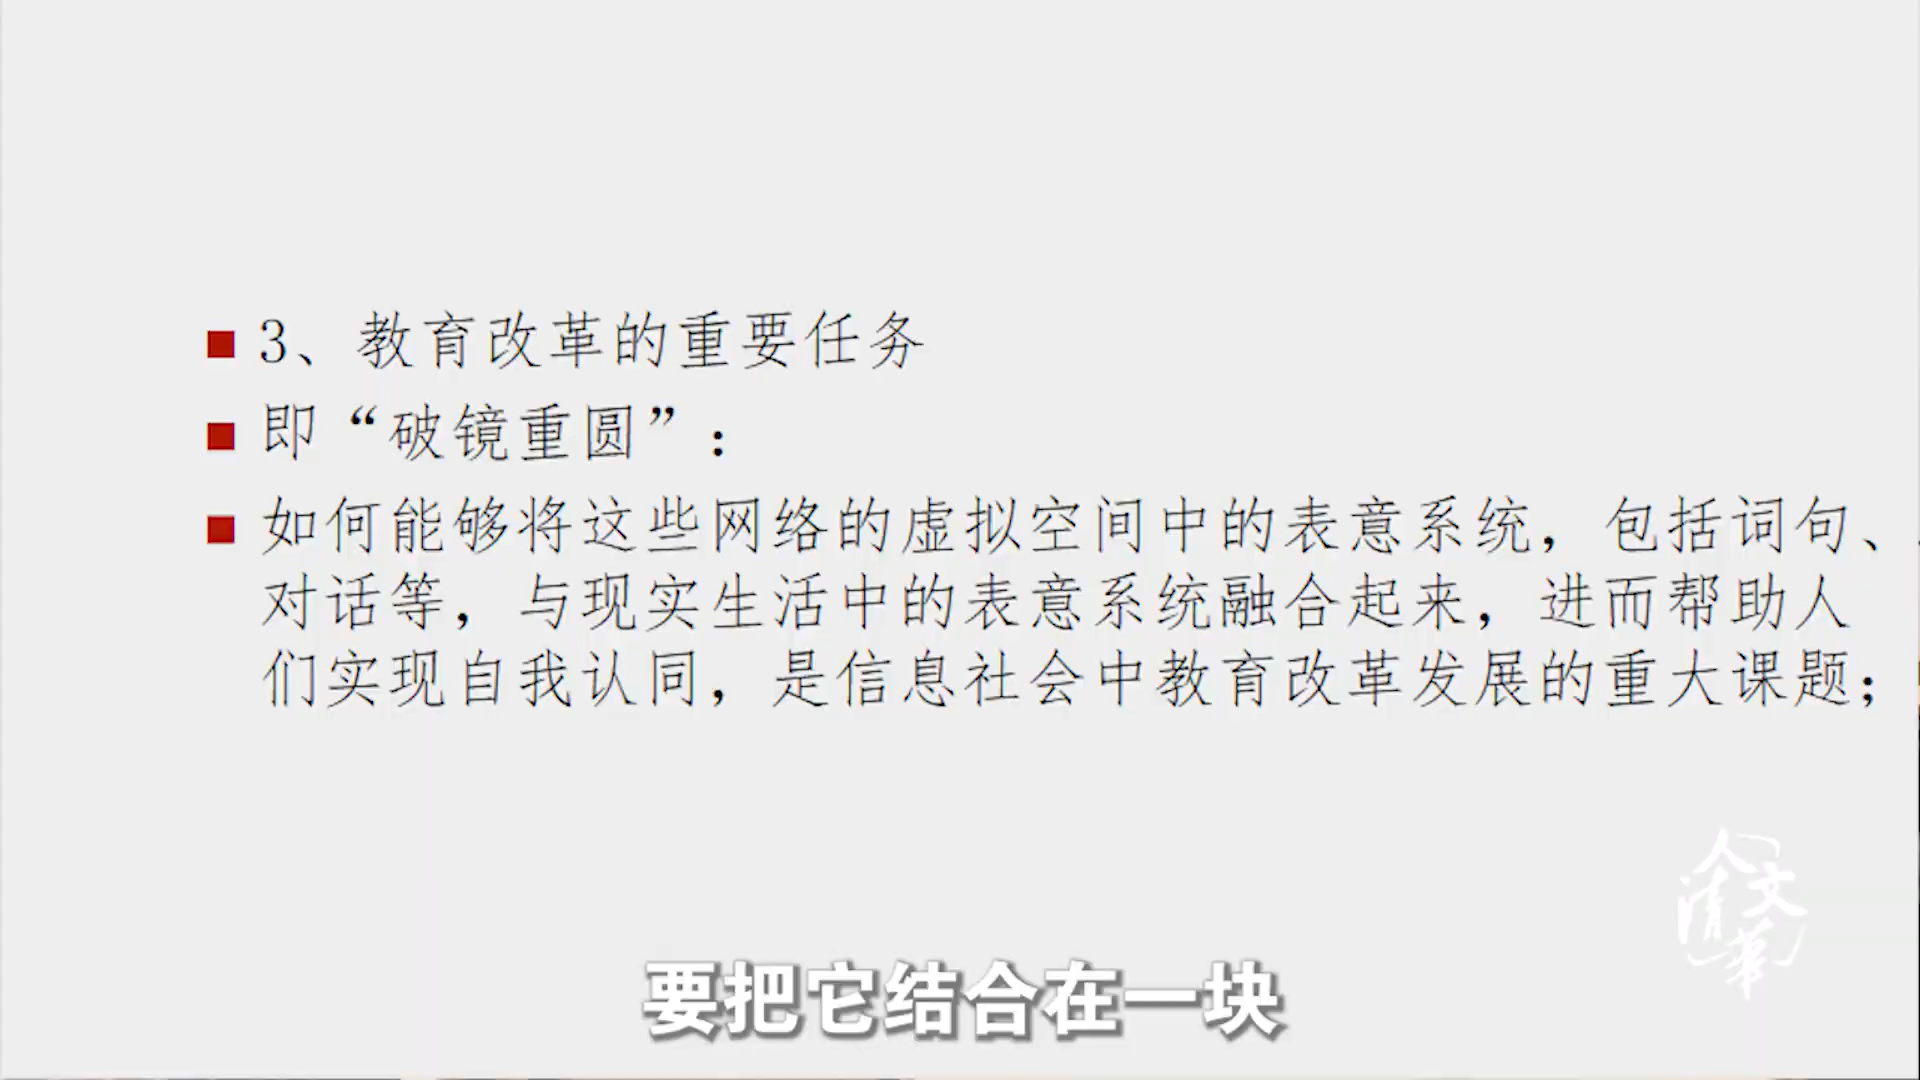 3、教育改革的重要任务
即“破镜重圆”：
如何能够将这些网络的虚拟空间中的表意系统，包括词句、
对话等，与现实生活中的表意系统融合起来，进而帮助人
们实现自我认同，是信息社会中教育改革发展的重大课题；
人文清华
要把它结合在一块